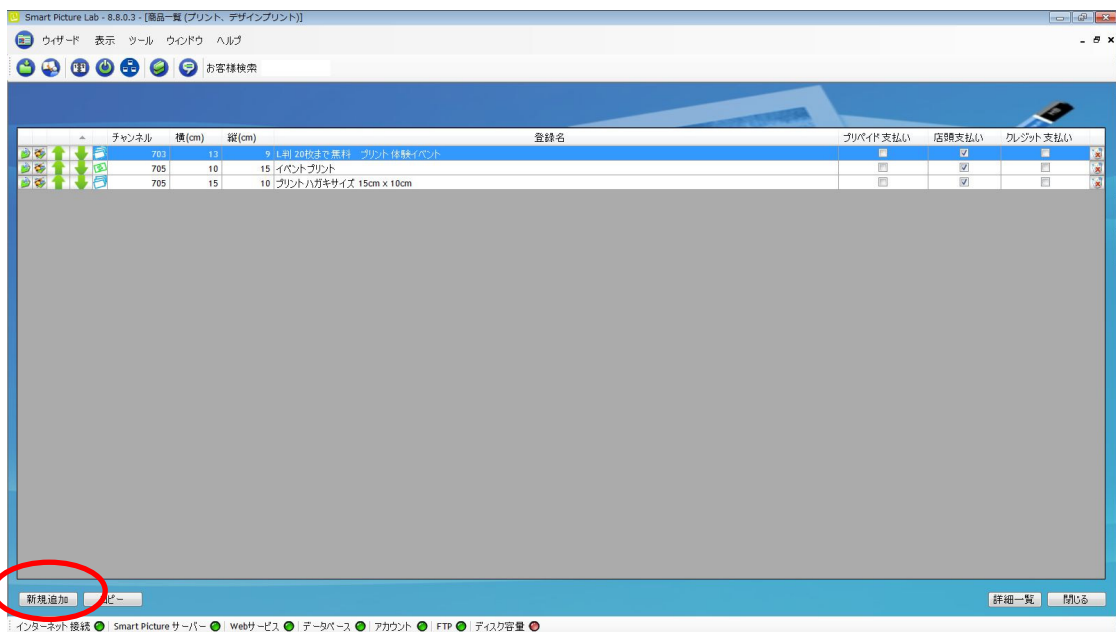 Smart Picture Lab - 8.8.0.3 - [商品一覧 (プリント、デザインプリント)]
ウィザード 表示 ツール ウィンドウ ヘルプ
お客様検索
チャンネル 横(cm) 縦(cm) 登録名 プリペイド支払い 店頭支払い クレジット支払い
703 13 9 L判 20枚まで無料 プリント体験イベント
705 10 15 イベントプリント
705 15 10 プリント ハガキサイズ 15cm x 10cm
新規追加 ピー 詳細一覧 閉じる
インターネット接続 Smart Picture サーバー Webサービス データベース アカウント FTP ディスク容量